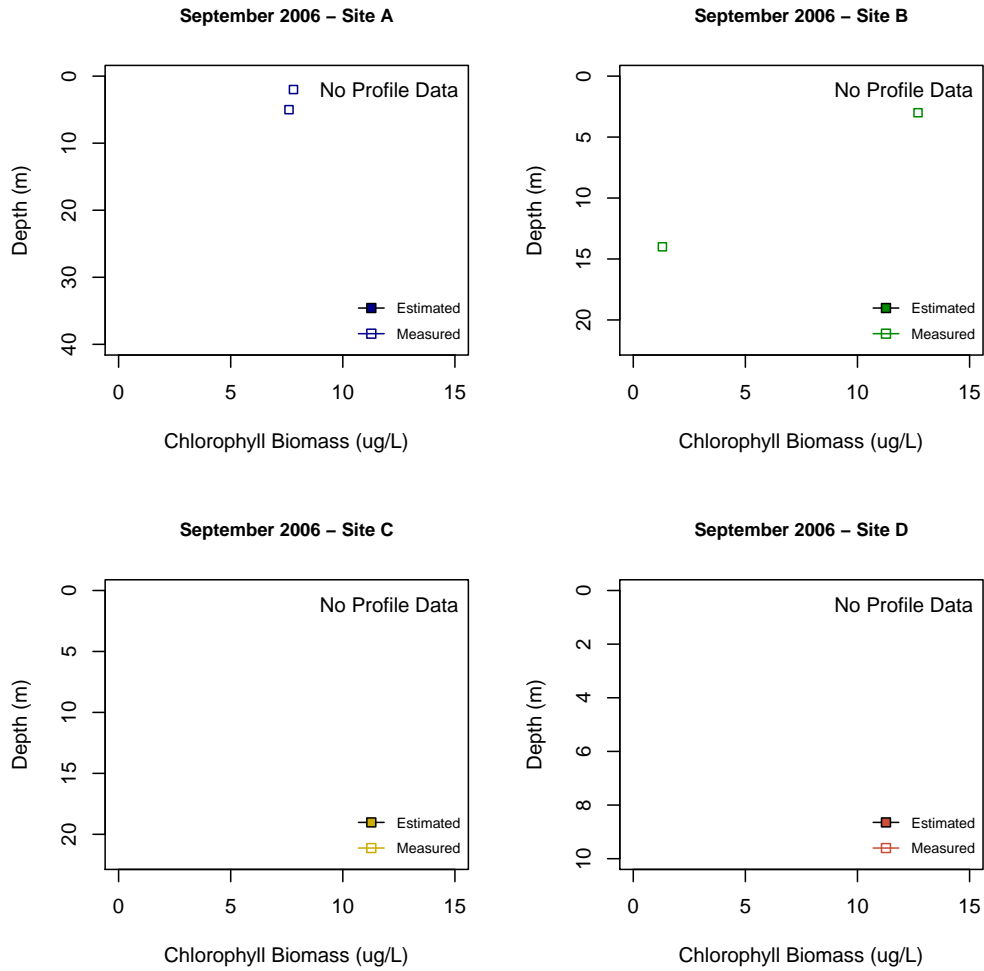 September 2006 – Site A
No Profile Data
0
10
20
30
40
Depth (m)
Estimated
Measured
0 5 10 15
Chlorophyll Biomass (ug/L)
September 2006 – Site B
No Profile Data
0
5
10
15
20
Depth (m)
Estimated
Measured
0 5 10 15
Chlorophyll Biomass (ug/L)
September 2006 – Site C
No Profile Data
0
5
10
15
20
Depth (m)
Estimated
Measured
0 5 10 15
Chlorophyll Biomass (ug/L)
September 2006 – Site D
No Profile Data
0
2
4
6
8
10
Depth (m)
Estimated
Measured
0 5 10 15
Chlorophyll Biomass (ug/L)